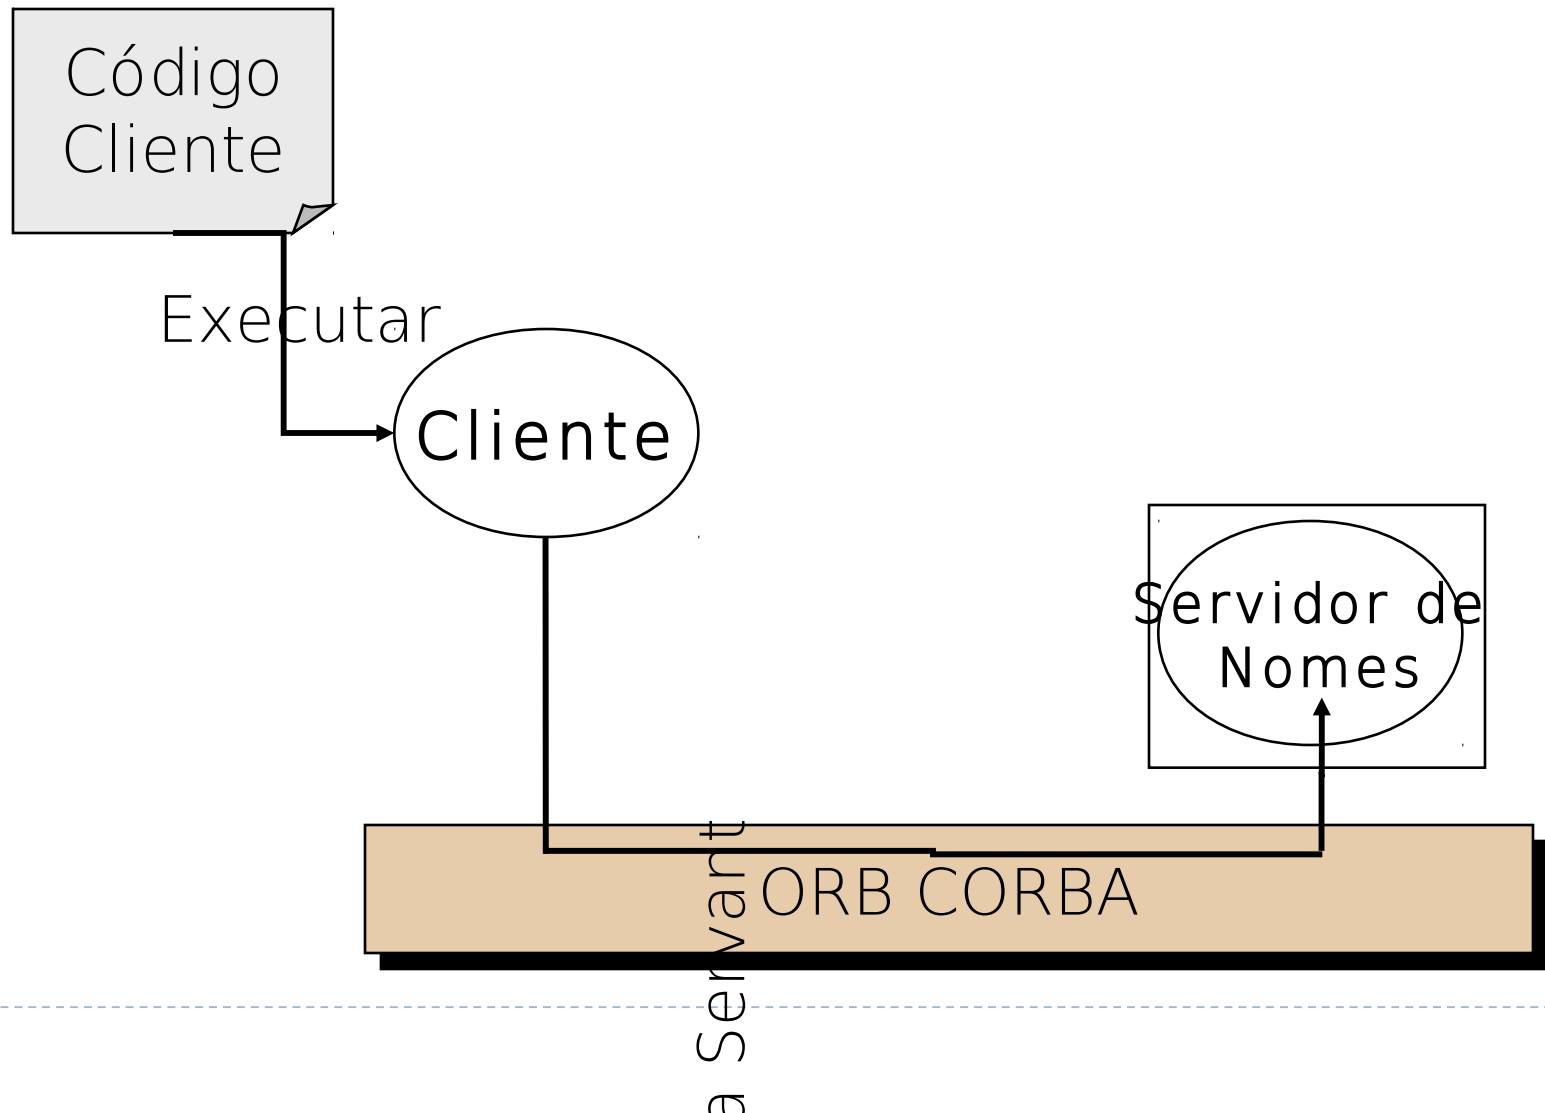 Código
Cliente
Executar
Cliente
Servidor de
Nomes
ORB CORBA
a Servant